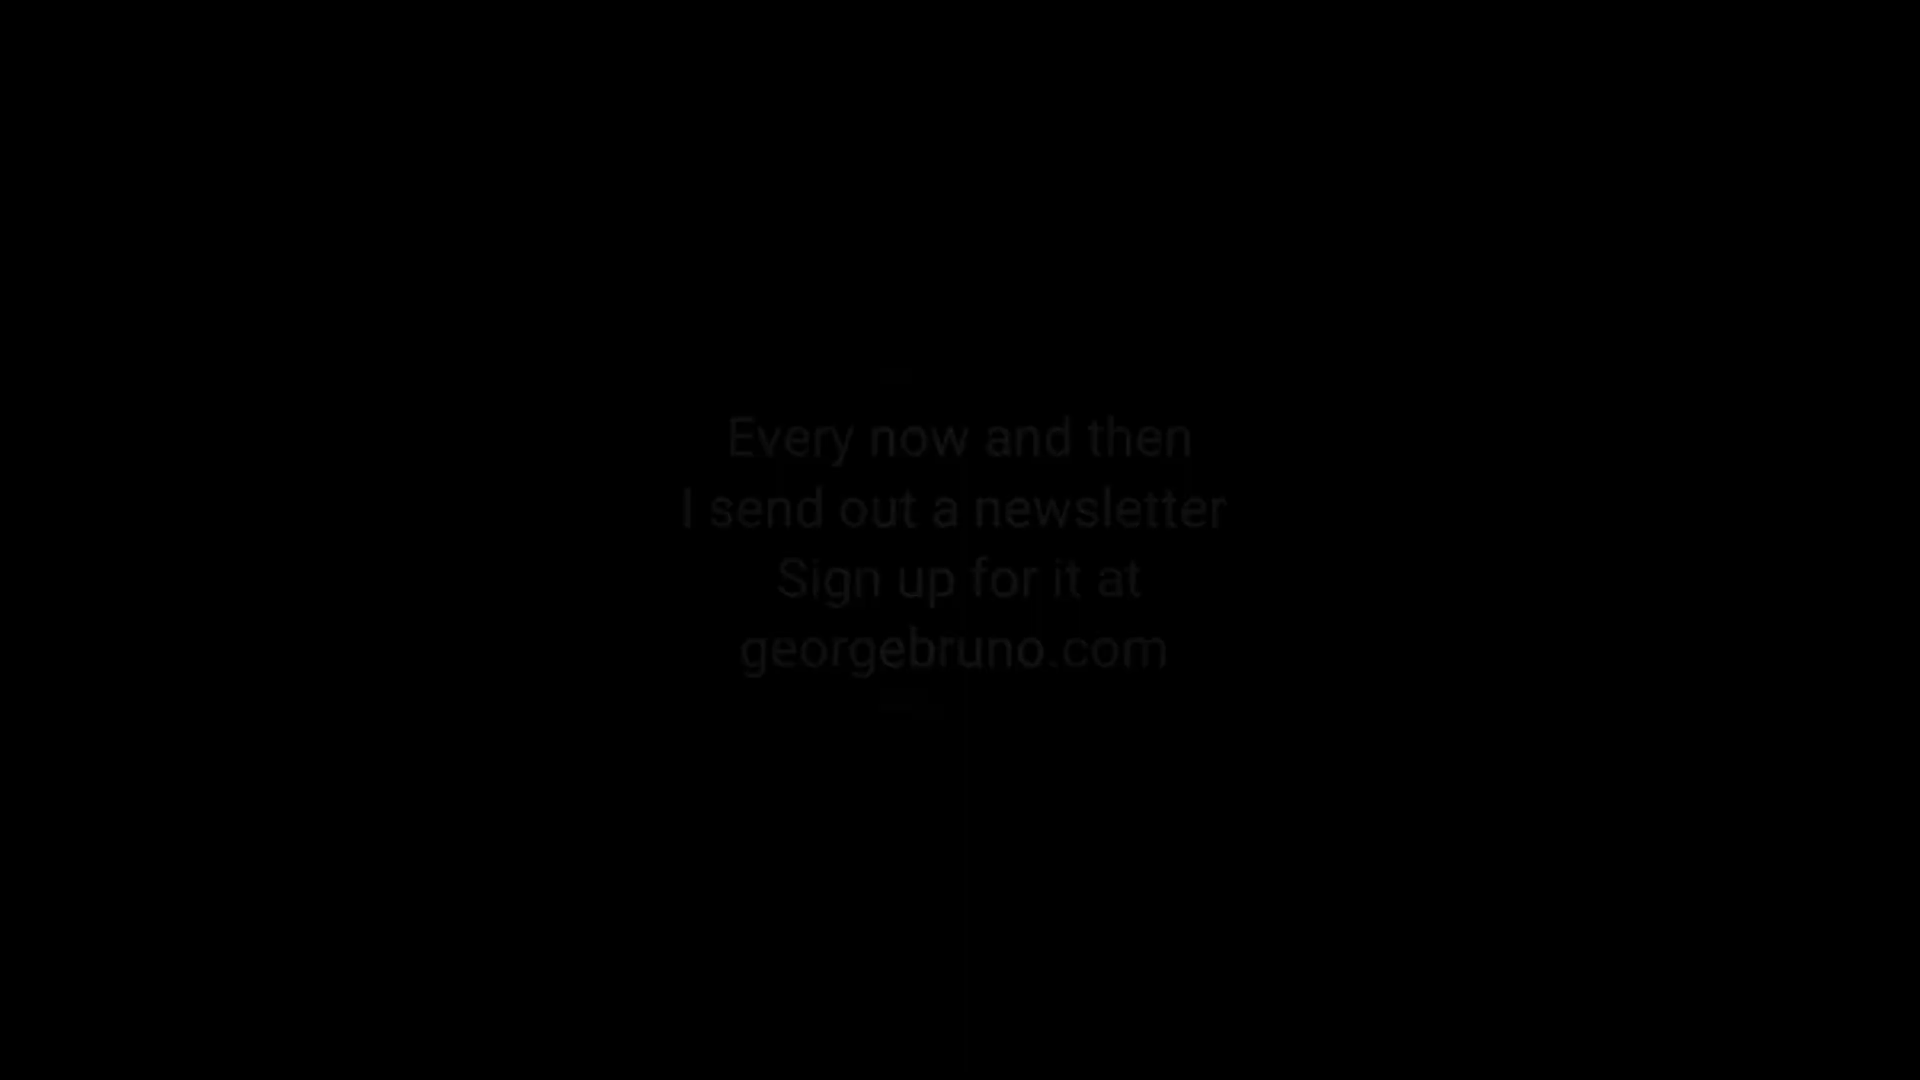 Every now and then
I send out a newsletter
Sign up for it at
georgebruno.com